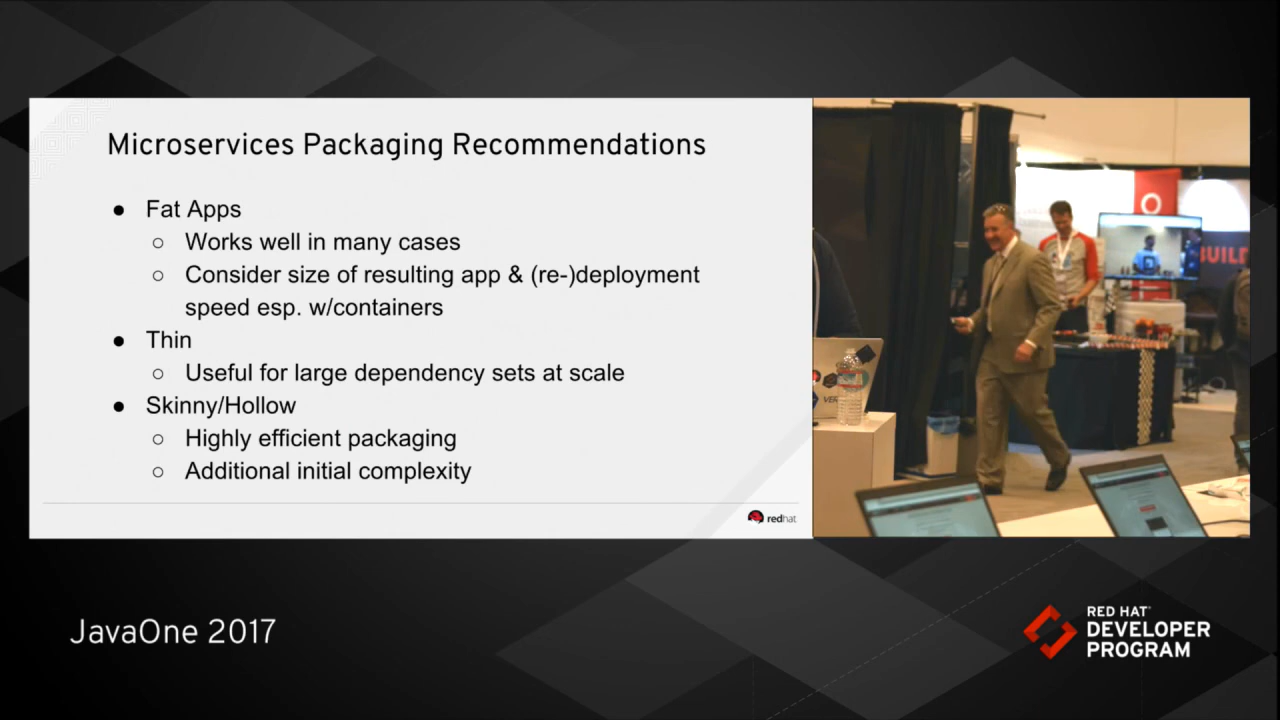 Microservices Packaging Recommendations
● Fat Apps
○ Works well in many cases
○ Consider size of resulting app & (re-)deployment
speed esp. w/containers
● Thin
○ Useful for large dependency sets at scale
● Skinny/Hollow
○ Highly efficient packaging
○ Additional initial complexity
redhat
BUILD
JavaOne 2017
RED HAT
DEVELOPER
PROGRAM